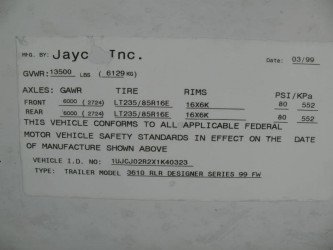 MFG. BY: Jayc Inc. Date: 03/99
GVWR: 13500 LBS (6129KG)
AXLES: GAWR TIRE RIMS PSI/KPa
FRONT 6000 (2724) LT235/85R16E 16X6K 80 552
REAR 6000 (2724) LT235/85R16E 16X6K 80 552
THIS VEHICLE CONFORMS TO ALL APPLICABLE FEDERAL
MOTOR VEHICLE SAFETY STANDARDS IN EFFECT ON THE DATE
OF MANUFACTURE SHOWN ABOVE
VEHICLE I.D. NO: 1UJCJ02R2X1K40323
TYPE: TRAILER MODEL 3610 RLR DESIGNER SERIES 99 FW